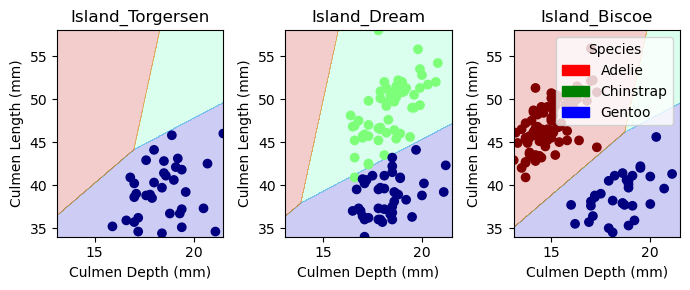 Island_Torgersen
Island_Dream
Island_Biscoe
Species
Adelie
Chinstrap
Gentoo
Culmen Length (mm)
55
50
45
40
35
15
20
Culmen Depth (mm)
Culmen Length (mm)
55
50
45
40
35
15
20
Culmen Depth (mm)
Culmen Length (mm)
55
50
45
40
35
15
20
Culmen Depth (mm)